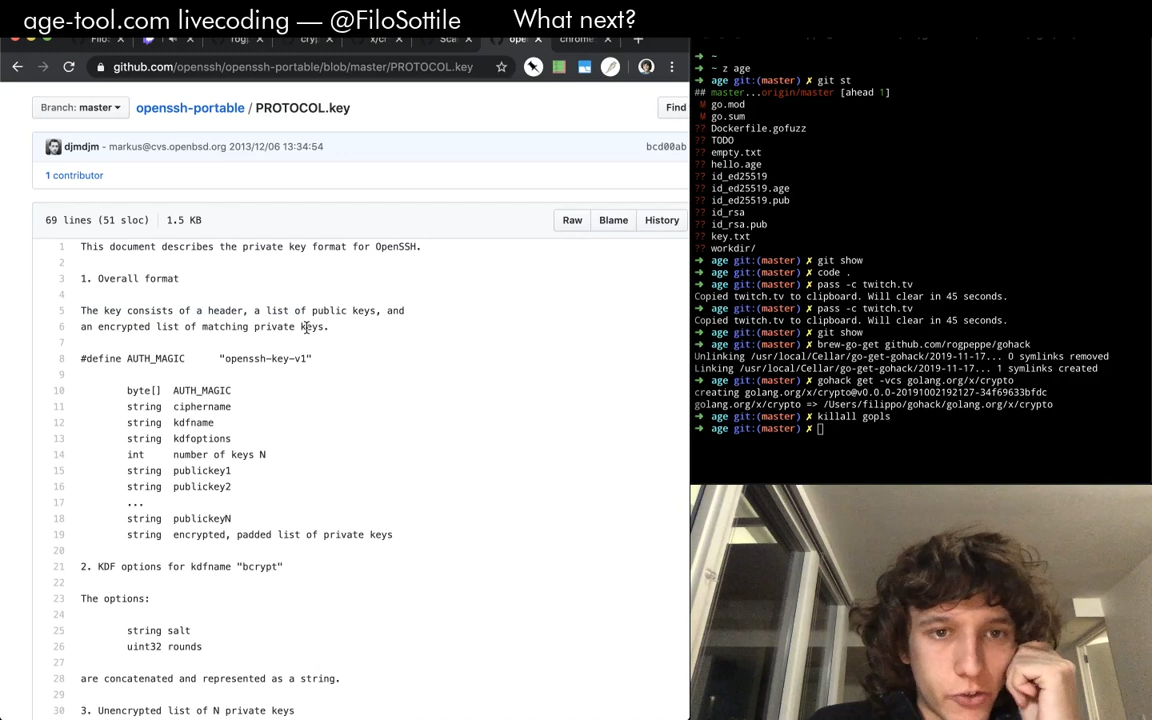 age-tool.com livecoding — @FiloSottile
What next?
github.com/openssh/openssh-portable/blob/master/PROTOCOL.key
Branch: master
openssh-portable / PROTOCOL.key
Find
djmdjm - markus@cvs.openbsd.org 2013/12/06 13:34:54
bcd00ab
1 contributor
69 lines (51 sloc) 1.5 KB
Raw
Blame
History
1 This document describes the private key format for OpenSSH.
2
3 1. Overall format
4
5 The key consists of a header, a list of public keys, and
6 an encrypted list of matching private keys.
7
8 #define AUTH_MAGIC "openssh-key-v1"
9
10 byte[] AUTH_MAGIC
11 string ciphername
12 string kdfname
13 string kdfoptions
14 int number of keys N
15 string publickey1
16 string publickey2
17 ...
18 string publickeyN
19 string encrypted, padded list of private keys
20
21 2. KDF options for kdfname "bcrypt"
22
23 The options:
24
25 string salt
26 uint32 rounds
27
28 are concatenated and represented as a string.
29
30 3. Unencrypted list of N private keys
➜ ~
➜ ~ z age
➜ age git:(master) ✗ git st
## master...origin/master [ahead 1]
M go.mod
M go.sum
?? Dockerfile.gofuzz
?? TODO
?? empty.txt
?? hello.age
?? id_ed25519
?? id_ed25519.age
?? id_ed25519.pub
?? id_rsa
?? id_rsa.pub
?? key.txt
?? workdir/
➜ age git:(master) ✗ git show
➜ age git:(master) ✗ code .
➜ age git:(master) ✗ pass -c twitch.tv
Copied twitch.tv to clipboard. Will clear in 45 seconds.
➜ age git:(master) ✗ pass -c twitch.tv
Copied twitch.tv to clipboard. Will clear in 45 seconds.
➜ age git:(master) ✗ git show
➜ age git:(master) ✗ brew-go-get github.com/rogpeppe/gohack
Unlinking /usr/local/Cellar/go-get-gohack/2019-11-17... 0 symlinks removed
Linking /usr/local/Cellar/go-get-gohack/2019-11-17... 1 symlinks created
➜ age git:(master) ✗ gohack get -vcs golang.org/x/crypto
creating golang.org/x/crypto@v0.0.0-20191002192127-34f69633bfdc
golang.org/x/crypto => /Users/filippo/gohack/golang.org/x/crypto
➜ age git:(master) ✗ killall gopls
➜ age git:(master) ✗